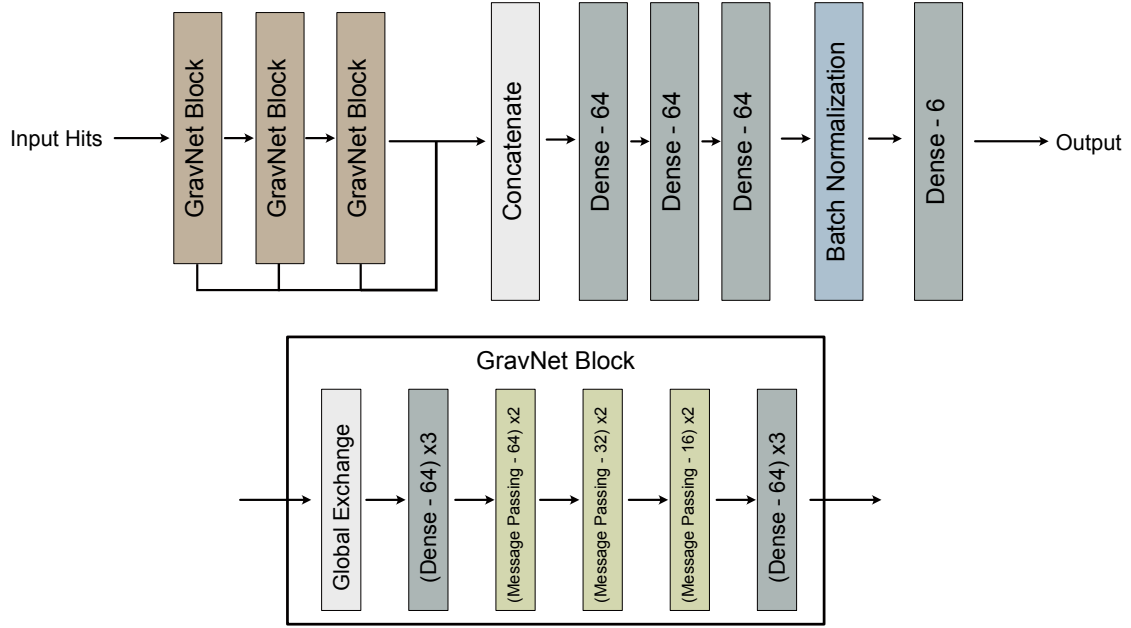 Input Hits
GravNet Block
GravNet Block
GravNet Block
Concatenate
Dense - 64
Dense - 64
Dense - 64
Batch Normalization
Dense - 6
Output
GravNet Block
Global Exchange
(Dense - 64) x3
(Message Passing - 64) x2
(Message Passing - 32) x2
(Message Passing - 16) x2
(Dense - 64) x3